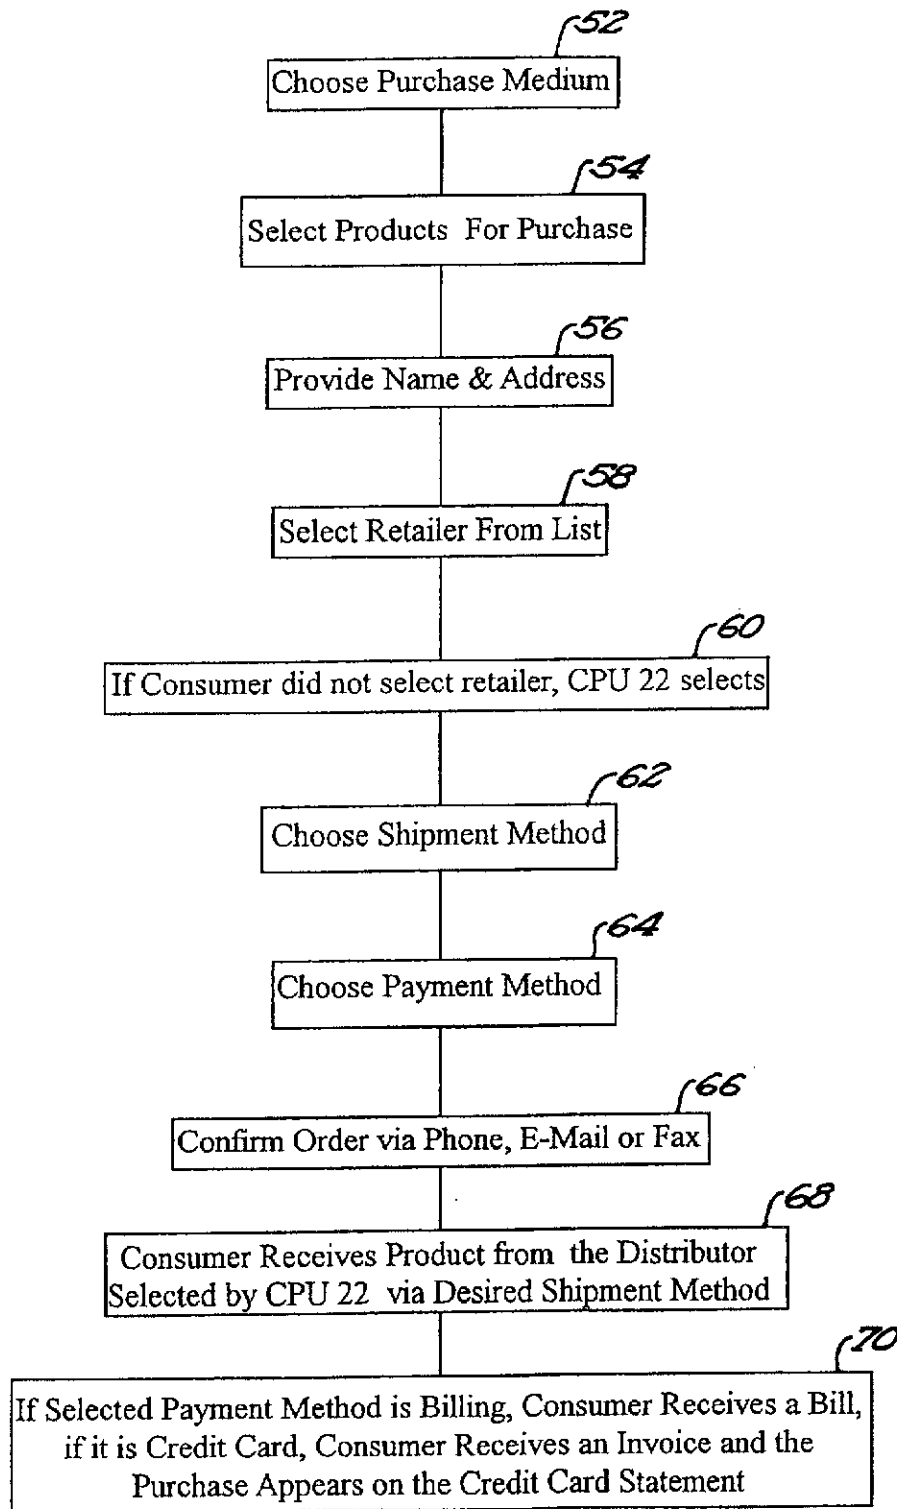 52
Choose Purchase Medium
54
Select Products For Purchase
56
Provide Name & Address
58
Select Retailer From List
60
If Consumer did not select retailer, CPU 22 selects
62
Choose Shipment Method
64
Choose Payment Method
66
Confirm Order via Phone, E-Mail or Fax
68
Consumer Receives Product from the Distributor
Selected by CPU 22 via Desired Shipment Method
70
If Selected Payment Method is Billing, Consumer Receives a Bill,
if it is Credit Card, Consumer Receives an Invoice and the
Purchase Appears on the Credit Card Statement